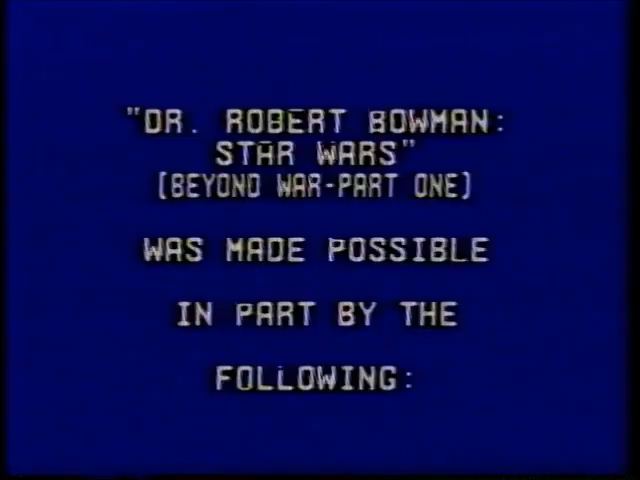 "DR. ROBERT BOWMAN:
STAR WARS"
(BEYOND WAR-PART ONE)
WAS MADE POSSIBLE
IN PART BY THE
FOLLOWING: